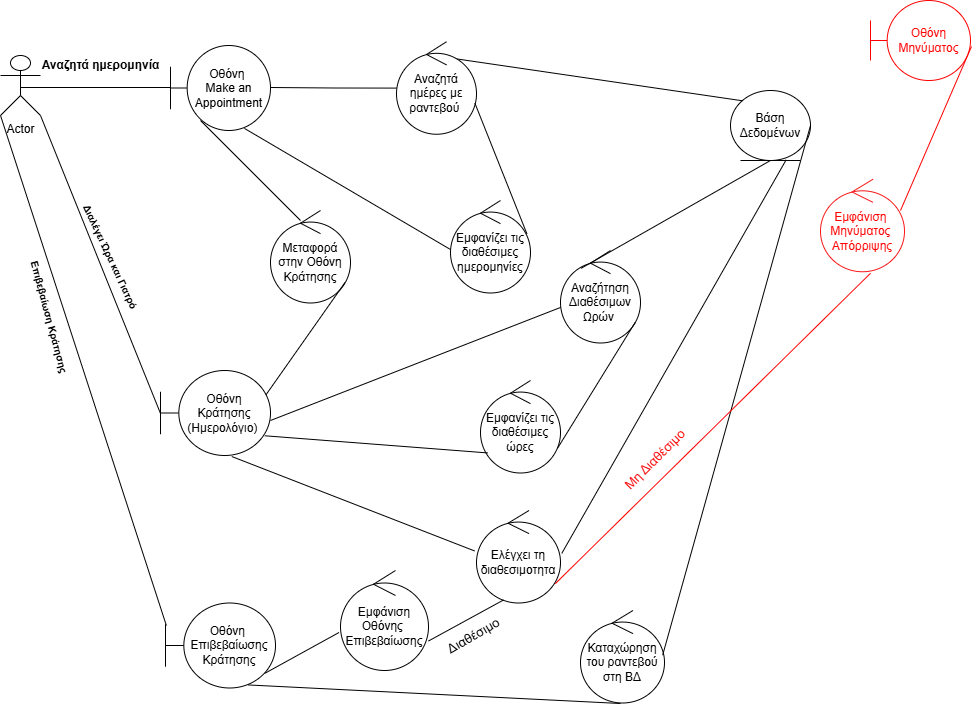 Οθόνη
Μηνύματος
Αναζητά ημερομηνία
Οθόνη
Make an
Appointment
Αναζητά
ημέρες με
ραντεβού
Βάση
Δεδομένων
Actor
Εμφάνιση
Μηνύματος
Απόρριψης
Μεταφορά
στην Οθόνη
Κράτησης
Εμφανίζει τις
διαθέσιμες
ημερομηνίες
Διαλέγει Ώρα και Γιατρό
Επιβεβαίωση Κράτησης
Αναζήτηση
Διαθέσιμων
Ωρών
Οθόνη
Κράτησης
(Ημερολόγιο)
Εμφανίζει τις
διαθέσιμες
ώρες
Μη Διαθέσιμο
Ελέγχει τη
διαθεσιμοτητα
Οθόνη
Επιβεβαίωσης
Κράτησης
Εμφάνιση
Οθόνης
Επιβεβαίωσης
Διαθέσιμο
Καταχώρηση
του ραντεβού
στη ΒΔ